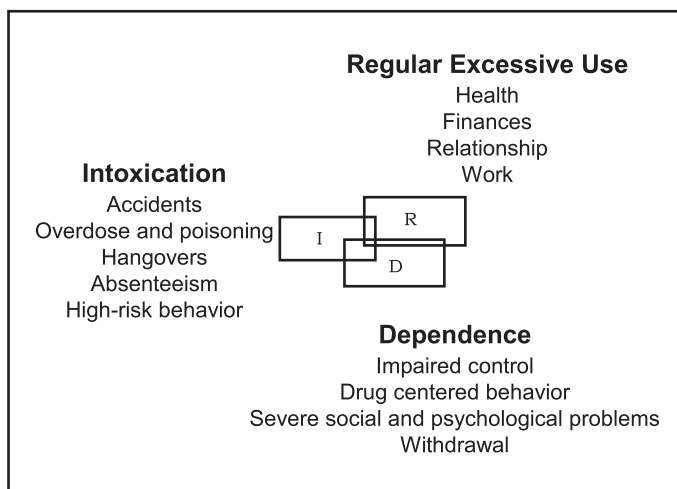 Regular Excessive Use
Health
Finances
Relationship
Work
Intoxication
Accidents
Overdose and poisoning
Hangovers
Absenteeism
High-risk behavior
I
R
D
Dependence
Impaired control
Drug centered behavior
Severe social and psychological problems
Withdrawal